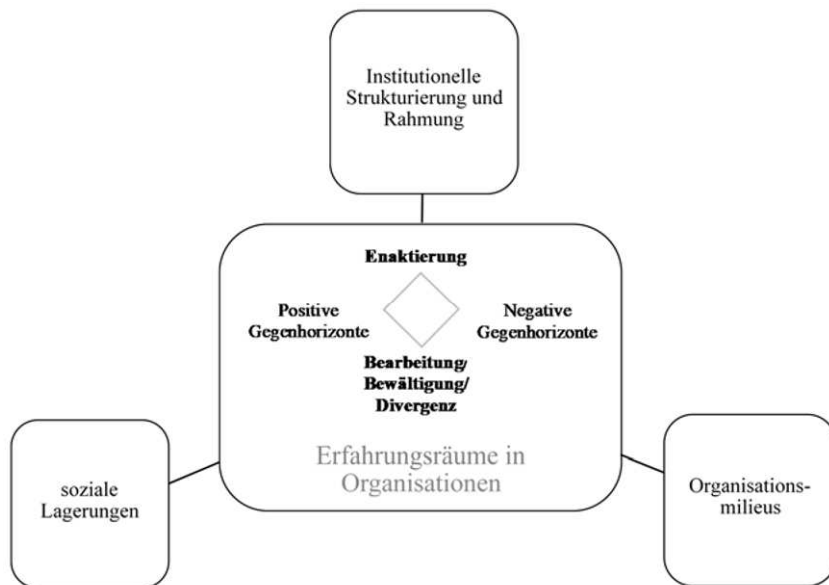 Institutionelle
Strukturierung und
Rahmung
Enaktierung
Positive
Gegenhorizonte
Negative
Gegenhorizonte
Bearbeitung/
Bewältigung/
Divergenz
Erfahrungsräume in
Organisationen
soziale
Lagerungen
Organisations-
milieus